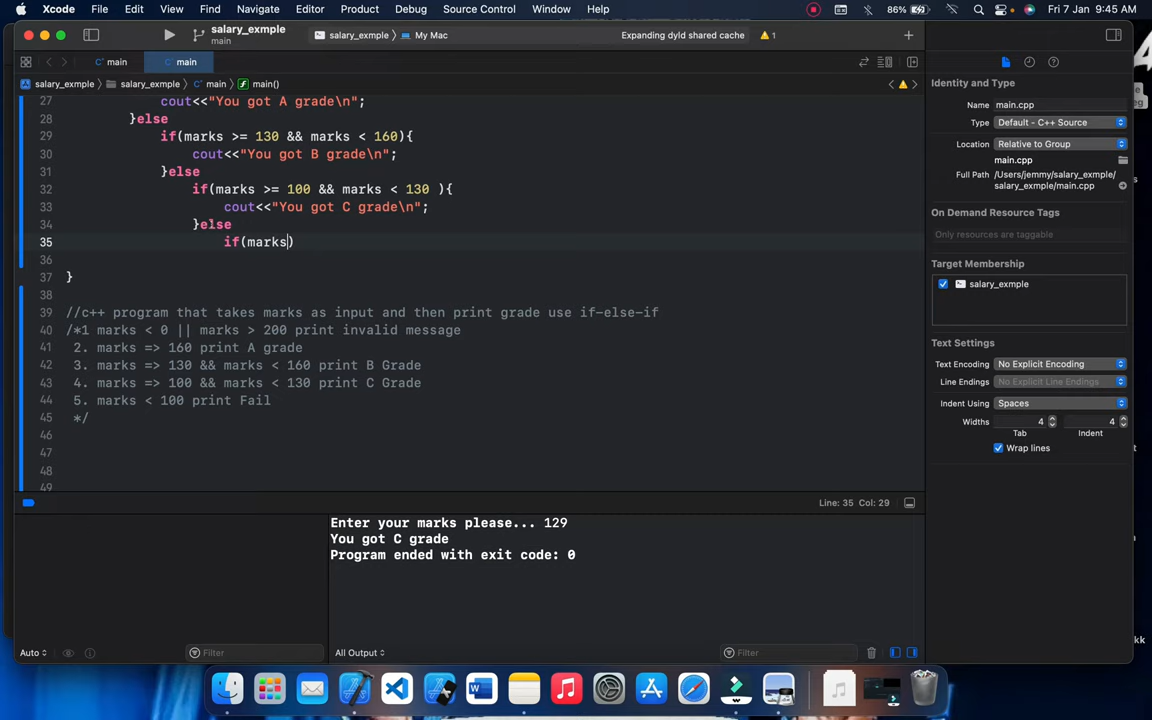 Xcode File Edit View Find Navigate Editor Product Debug Source Control Window Help 86% Fri 7 Jan 9:45 AM
salary_exmple
main
salary_exmple My Mac
Expanding dyld shared cache
1
main
main
salary_exmple salary_exmple main main()
27 cout<<"You got A grade\n";
28 }else
29 if(marks >= 130 && marks < 160){
30 cout<<"You got B grade\n";
31 }else
32 if(marks >= 100 && marks < 130 ){
33 cout<<"You got C grade\n";
34 }else
35 if(marks)
36
37 }
38
39 //c++ program that takes marks as input and then print grade use if-else-if
40 /*1 marks < 0 || marks > 200 print invalid message
41 2. marks => 160 print A grade
42 3. marks => 130 && marks < 160 print B Grade
43 4. marks => 100 && marks < 130 print C Grade
44 5. marks < 100 print Fail
45 */
46
47
48
49
Line: 35 Col: 29
Enter your marks please... 129
You got C grade
Program ended with exit code: 0
Auto
Filter
All Output
Filter
Identity and Type
Name main.cpp
Type Default - C++ Source
Location Relative to Group
main.cpp
Full Path /Users/jemmy/salary_exmple/
salary_exmple/main.cpp
On Demand Resource Tags
Only resources are taggable
Target Membership
salary_exmple
Text Settings
Text Encoding No Explicit Encoding
Line Endings No Explicit Line Endings
Indent Using Spaces
Widths 4 4
Tab Indent
Wrap lines